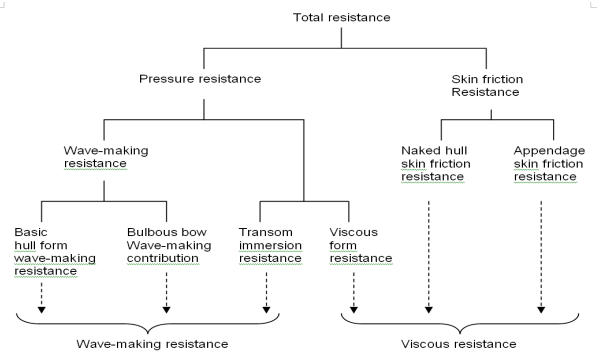 Total resistance
Pressure resistance
Skin friction
Resistance
Wave-making
resistance
Naked hull
skin friction
resistance
Appendage
skin friction
resistance
Basic
hull form
wave-making
resistance
Bulbous bow
Wave-making
contribution
Transom
immersion
resistance
Viscous
form
resistance
Wave-making resistance
Viscous resistance